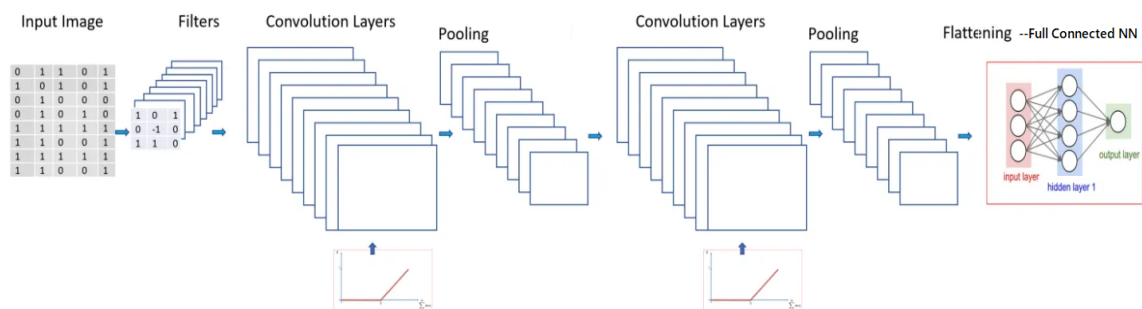 Input Image
Filters
Convolution Layers
Pooling
Convolution Layers
Pooling
Flattening --Full Connected NN
0 1 1 0 1
1 0 1 0 1
0 1 0 0 0
0 1 0 1 0
1 1 1 1 1
1 1 0 0 1
1 1 1 1 1
1 1 0 0 1
1 0 1
0 -1 0
1 1 0
input layer
hidden layer 1
output layer